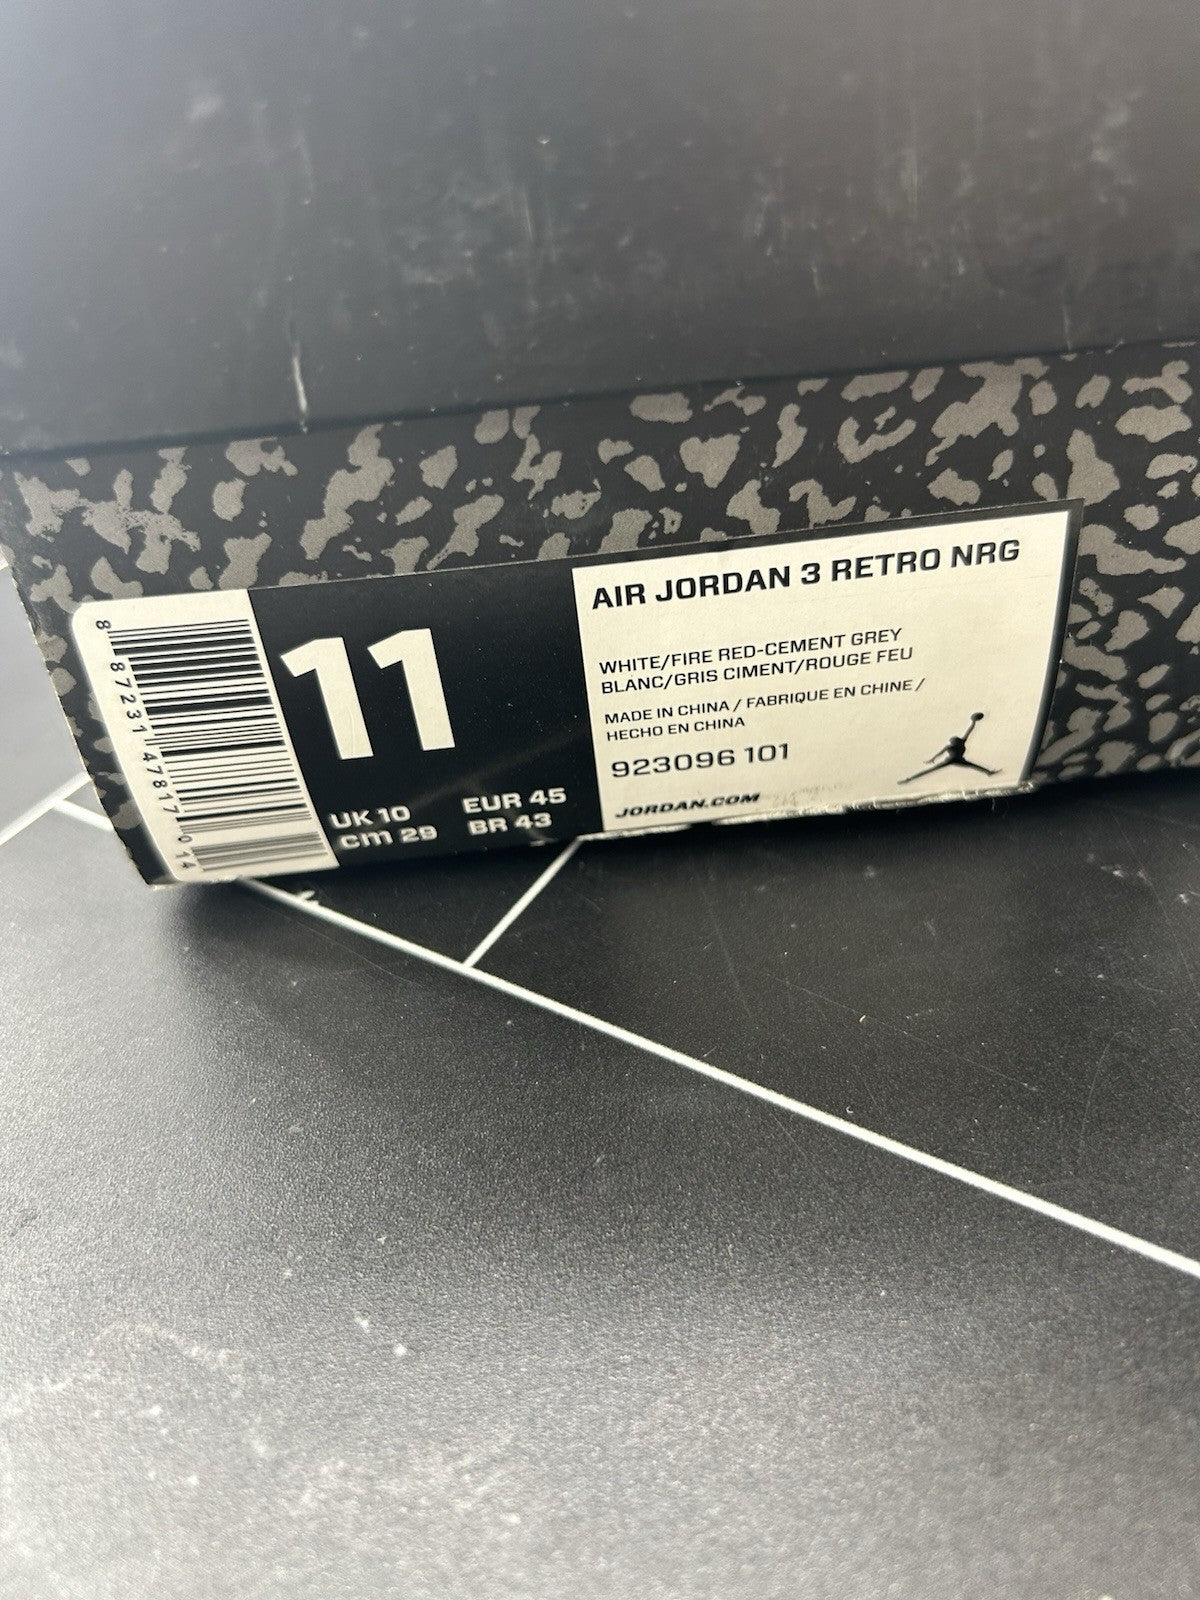 8 87231 47817 014
11
UK 10 EUR 45
cm 29 BR 43
AIR JORDAN 3 RETRO NRG
WHITE/FIRE RED-CEMENT GREY
BLANC/GRIS CIMENT/ROUGE FEU
MADE IN CHINA / FABRIQUE EN CHINE /
HECHO EN CHINA
923096 101
JORDAN.COM